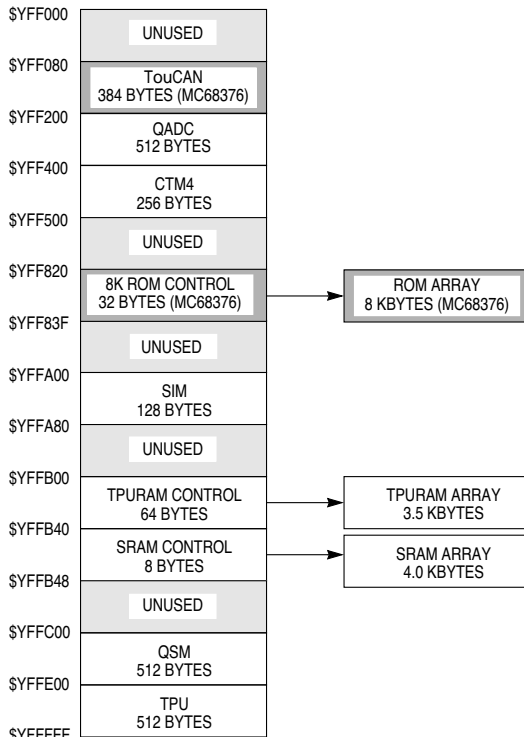 $YFF000
UNUSED
$YFF080
TouCAN
384 BYTES (MC68376)
$YFF200
QADC
512 BYTES
$YFF400
CTM4
256 BYTES
$YFF500
UNUSED
$YFF820
8K ROM CONTROL
32 BYTES (MC68376)
ROM ARRAY
8 KBYTES (MC68376)
$YFF83F
UNUSED
$YFFA00
SIM
128 BYTES
$YFFA80
UNUSED
$YFFB00
TPURAM CONTROL
64 BYTES
TPURAM ARRAY
3.5 KBYTES
$YFFB40
SRAM CONTROL
8 BYTES
SRAM ARRAY
4.0 KBYTES
$YFFB48
UNUSED
$YFFC00
QSM
512 BYTES
$YFFE00
TPU
512 BYTES